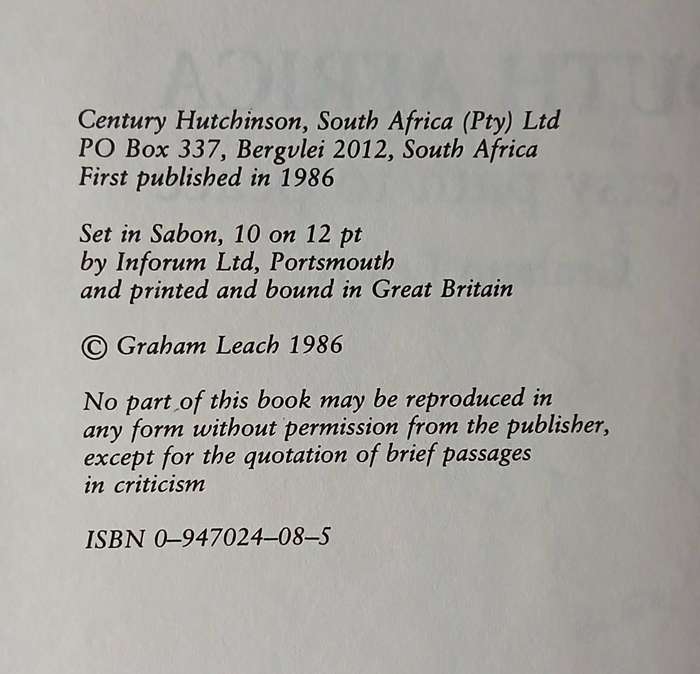 Century Hutchinson, South Africa (Pty) Ltd
PO Box 337, Bergvlei 2012, South Africa
First published in 1986
Set in Sabon, 10 on 12 pt
by Inforum Ltd, Portsmouth
and printed and bound in Great Britain
© Graham Leach 1986
No part of this book may be reproduced in
any form without permission from the publisher,
except for the quotation of brief passages
in criticism
ISBN 0–947024–08–5